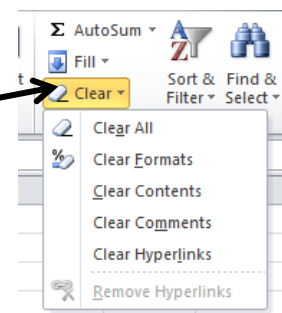 Σ AutoSum
Fill
Clear
t
Sort & Filter
Find & Select
Clear All
Clear Formats
Clear Contents
Clear Comments
Clear Hyperlinks
Remove Hyperlinks